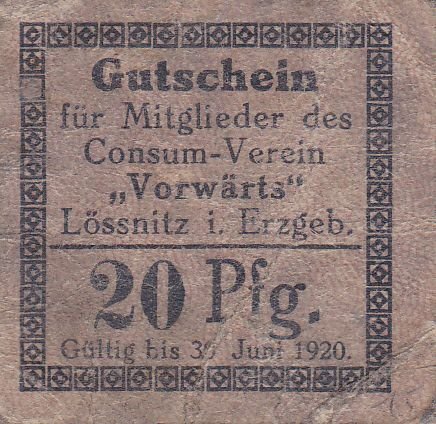 Gutschein
für Mitglieder des
Consum-Verein
„Vorwärts“
Lössnitz i. Erzgeb.
20 Pfg.
Gültig bis 30 Juni 1920.